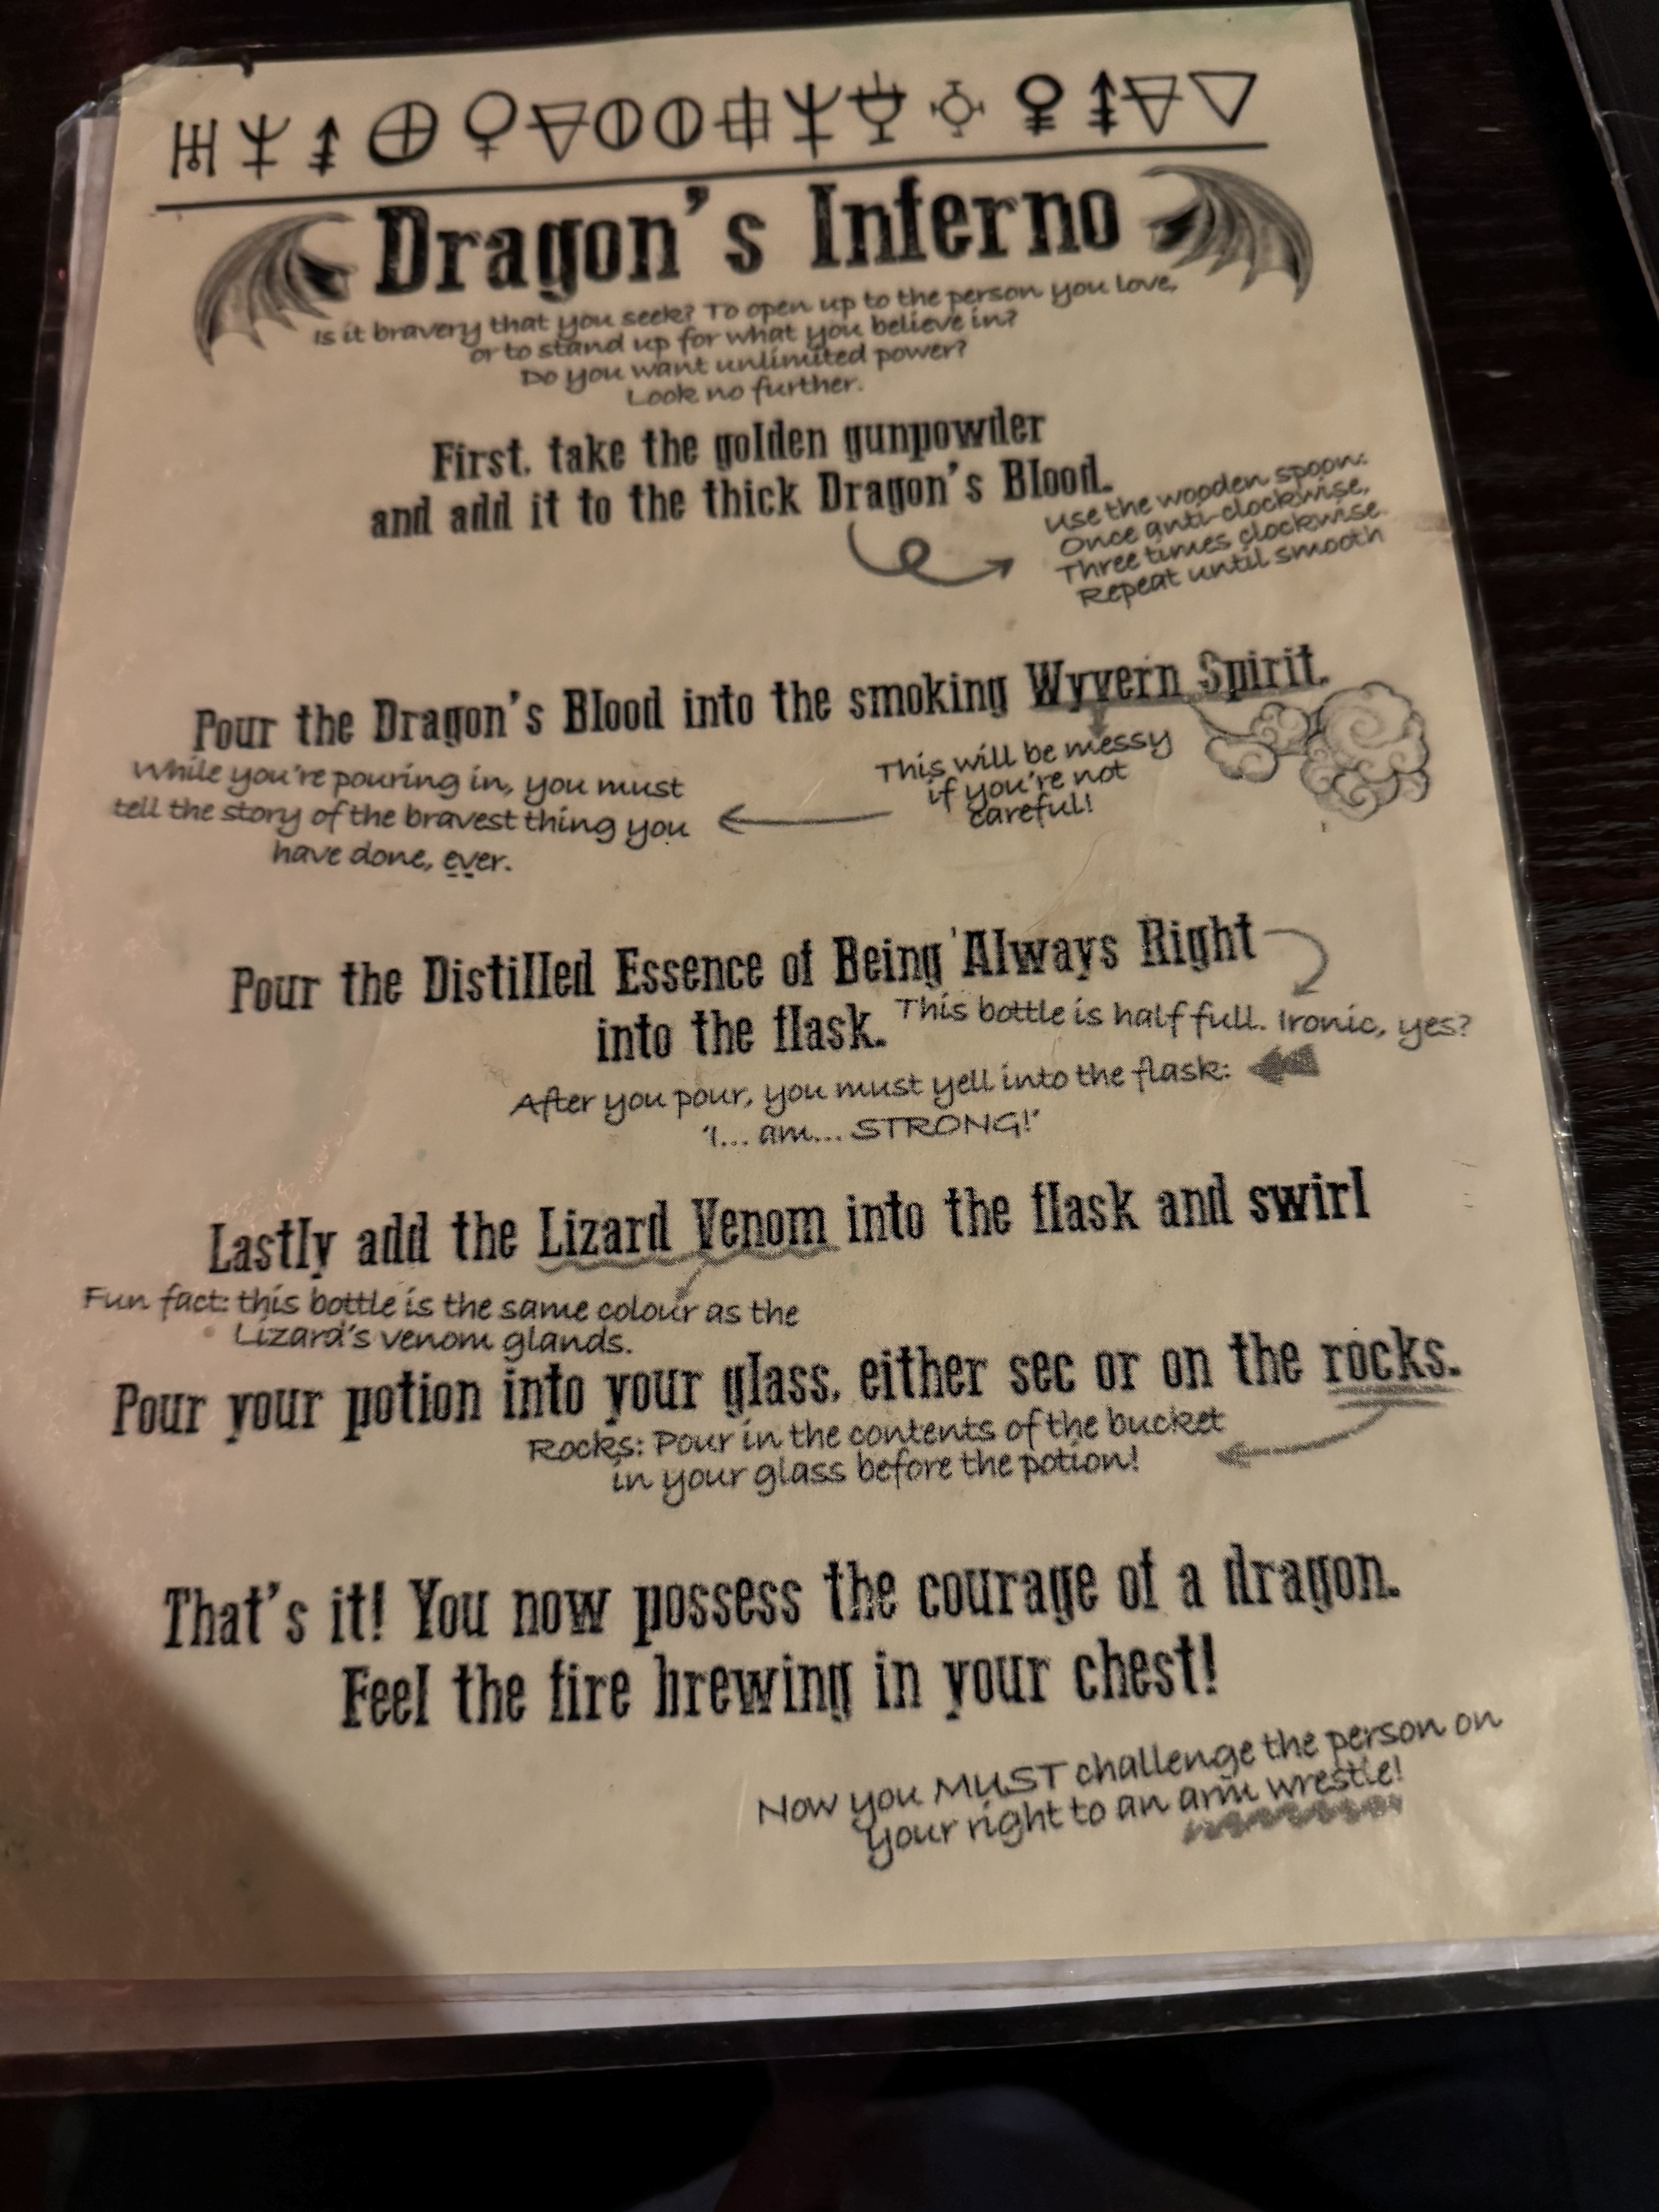 Dragon's Inferno
Is it bravery that you seek? To open up to the person you love,
or to stand up for what you believe in?
Do you want unlimited power?
Look no further.
First, take the golden gunpowder
and add it to the thick Dragon's Blood.
Use the wooden spoon:
Once anti-clockwise,
Three times clockwise
Repeat until smooth
Pour the Dragon's Blood into the smoking Wyvern Spirit.
This will be messy
if you're not
careful!
While you're pouring in, you must
tell the story of the bravest thing you
have done, ever.
Pour the Distilled Essence of Being Always Right
into the flask.
This bottle is half full. Ironic, yes?
After you pour, you must yell into the flask:
'I... am... STRONG!'
Lastly add the Lizard Venom into the flask and swirl
Fun fact: this bottle is the same colour as the
Lizard's venom glands.
Pour your potion into your glass, either sec or on the rocks.
Rocks: Pour in the contents of the bucket
in your glass before the potion!
That's it! You now possess the courage of a dragon.
Feel the fire brewing in your chest!
Now you MUST challenge the person on
your right to an arm wrestle!